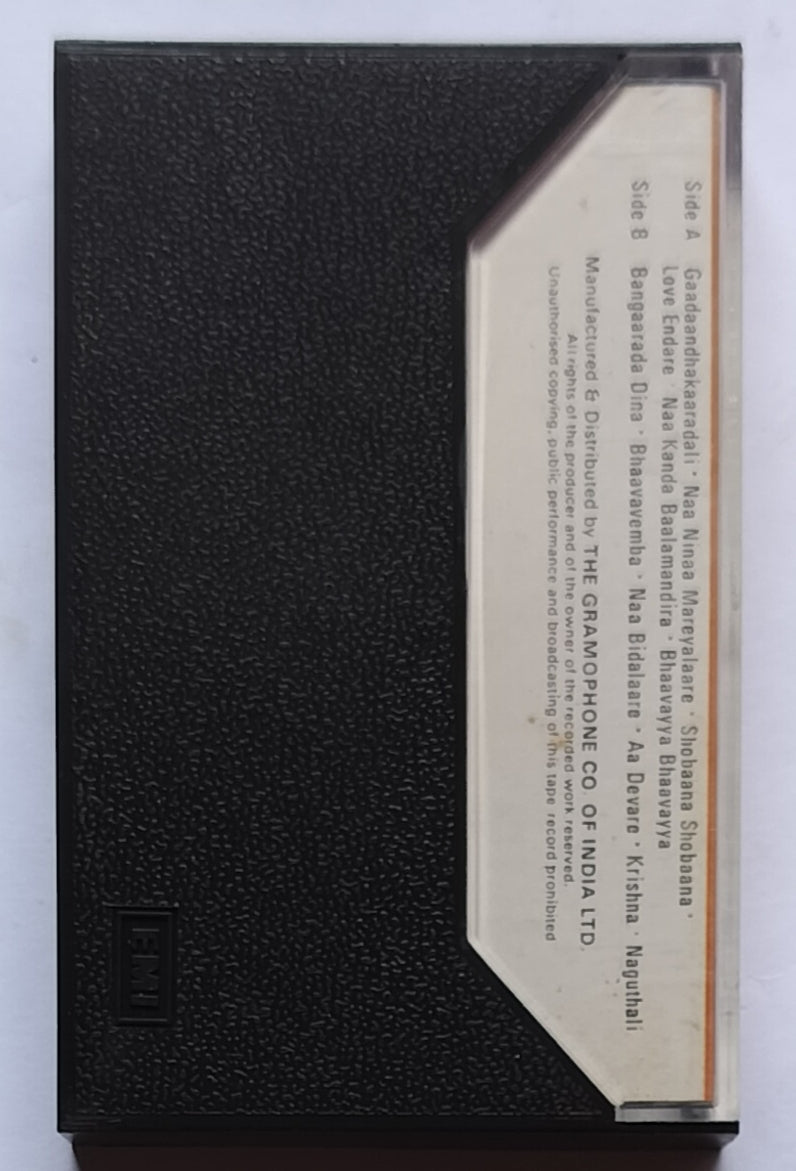 Side A Gaadaandhakaaradali · Naa Ninaa Mareyalaare · Shobaana Shobaana ·
Love Endare · Naa Kanda Baalamandira · Bhaavayya Bhaavayya
Side B Bangaarada Dina · Bhaavavemba · Naa Bidalaare · Aa Devare · Krishna · Naguthali
Manufactured & Distributed by THE GRAMOPHONE CO. OF INDIA LTD.
All rights of the producer and of the owner of the recorded work reserved.
Unauthorised copying, public performance and broadcasting of this tape record prohibited
EMI